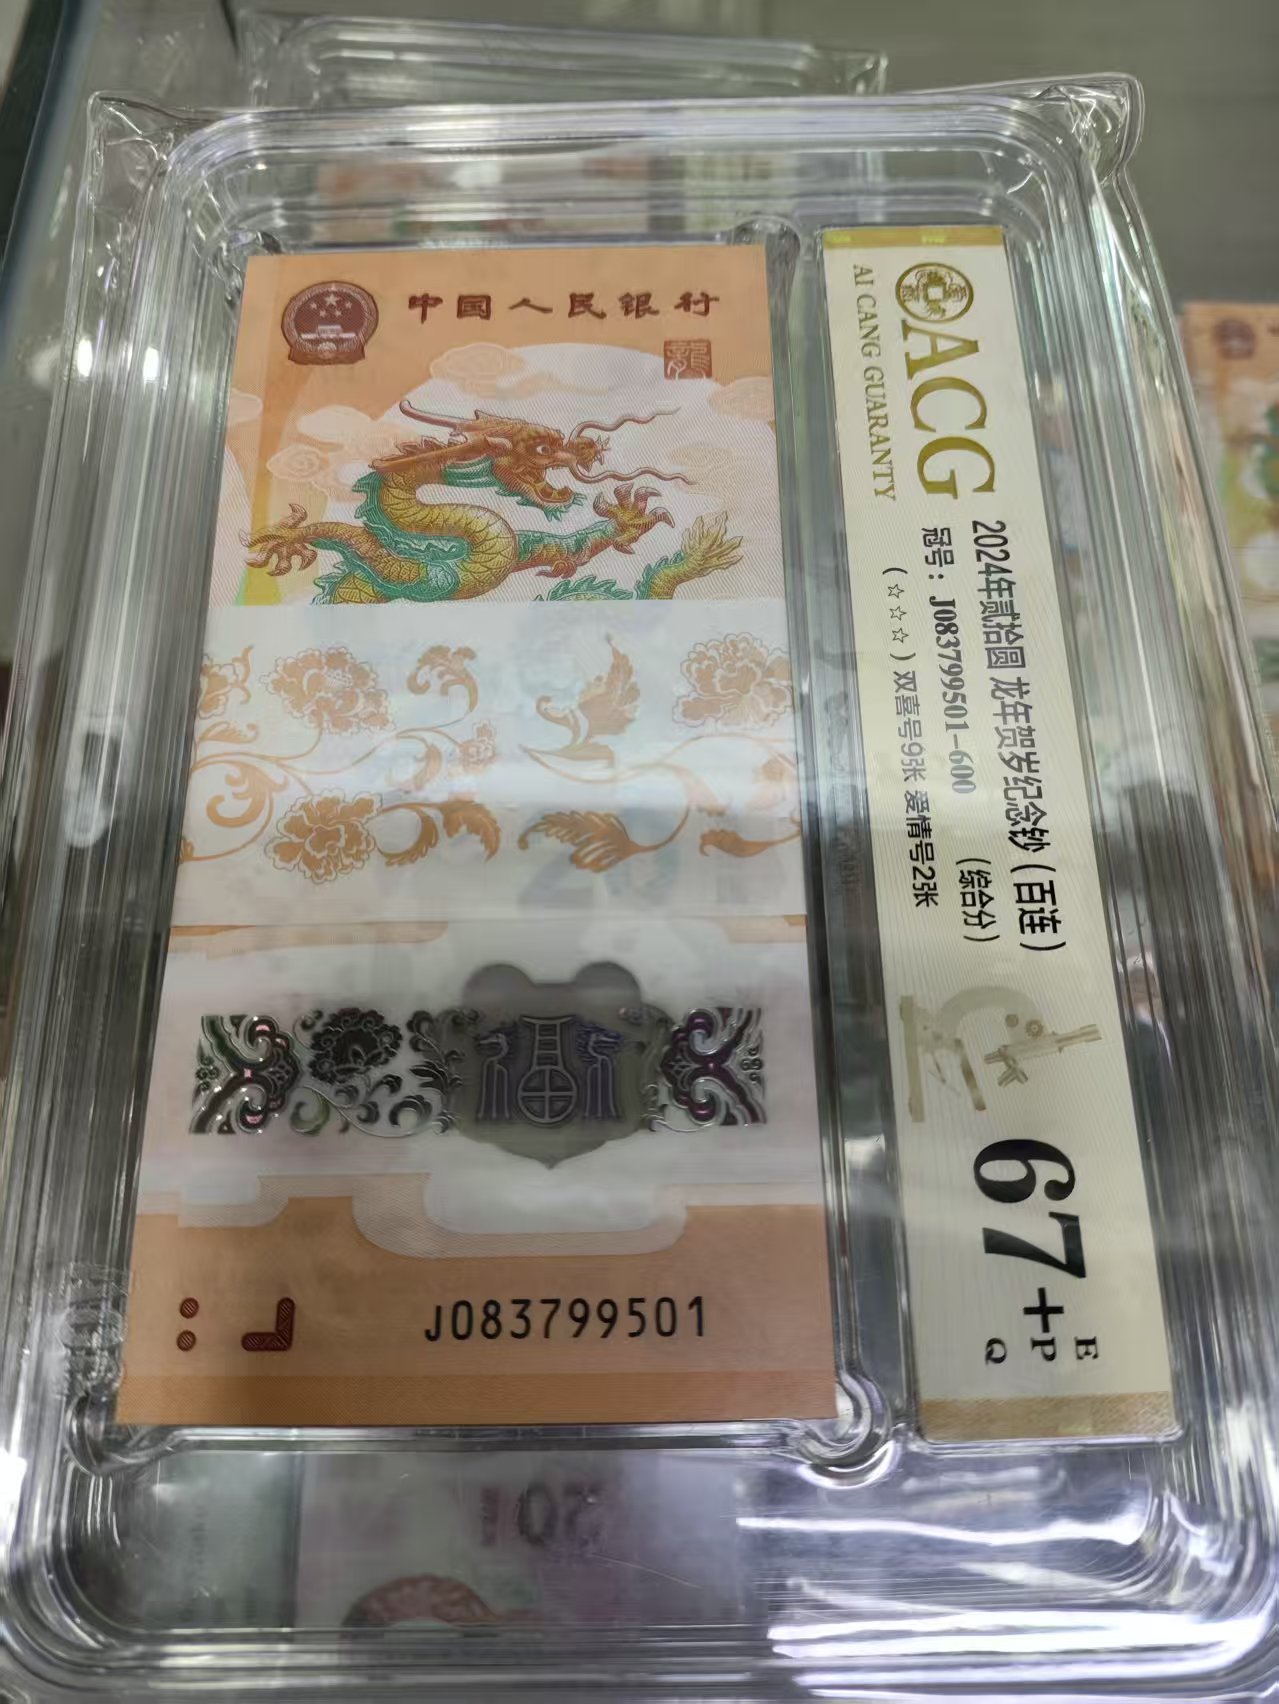 中国人民银行
龍
J083799501
ACG
AI CANG GUARANTY
2024年贰拾圆 龙年贺岁纪念钞（百连）
冠号：J083799501-600 （综合分）
（☆☆☆）双喜号9张 爱情号2张
67+
E
P
Q
50